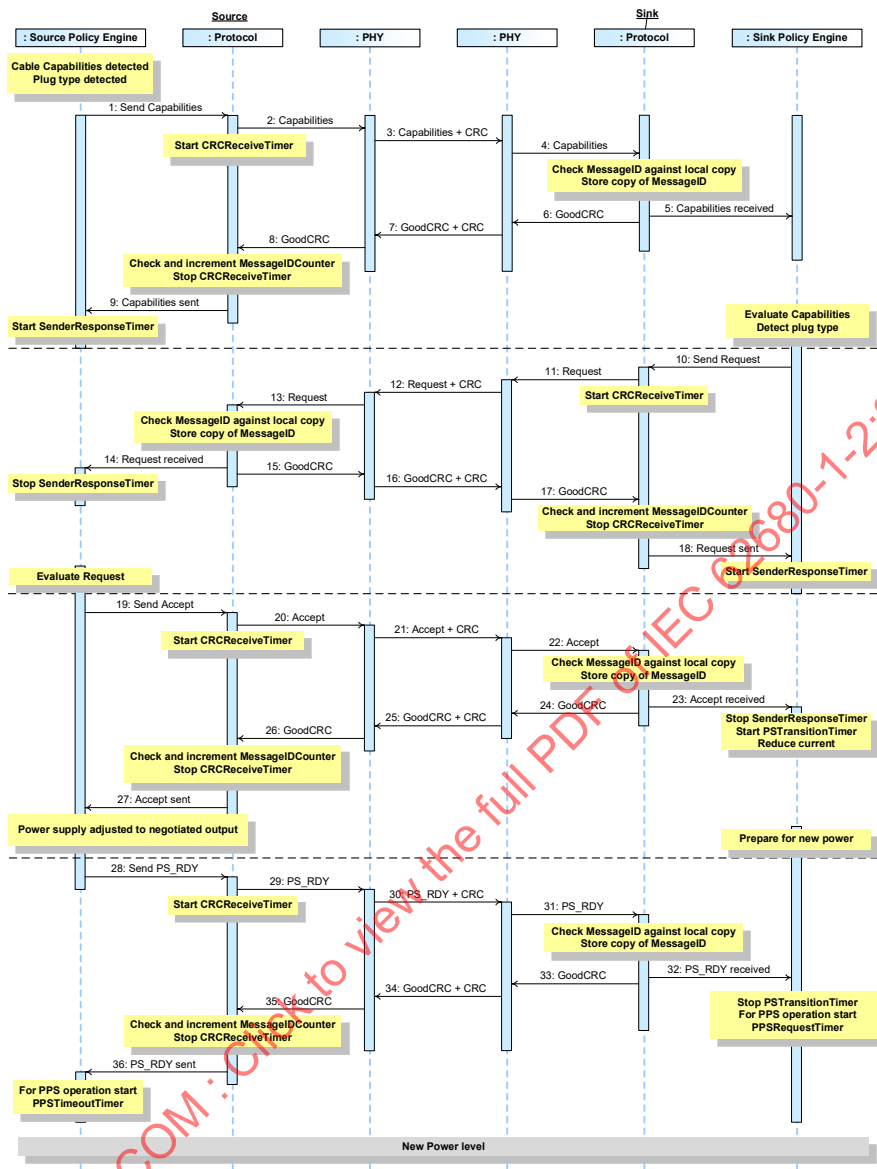 Source
Sink
: Source Policy Engine
: Protocol
: PHY
: PHY
: Protocol
: Sink Policy Engine
Cable Capabilities detected
Plug type detected
1: Send Capabilities
2: Capabilities
Start CRCReceiveTimer
3: Capabilities + CRC
4: Capabilities
Check MessageID against local copy
Store copy of MessageID
5: Capabilities received
6: GoodCRC
7: GoodCRC + CRC
8: GoodCRC
Check and increment MessageIDCounter
Stop CRCReceiveTimer
9: Capabilities sent
Start SenderResponseTimer
Evaluate Capabilities
Detect plug type
10: Send Request
11: Request
Start CRCReceiveTimer
12: Request + CRC
13: Request
Check MessageID against local copy
Store copy of MessageID
14: Request received
Stop SenderResponseTimer
15: GoodCRC
16: GoodCRC + CRC
17: GoodCRC
Check and increment MessageIDCounter
Stop CRCReceiveTimer
18: Request sent
Start SenderResponseTimer
Evaluate Request
19: Send Accept
20: Accept
Start CRCReceiveTimer
21: Accept + CRC
22: Accept
Check MessageID against local copy
Store copy of MessageID
23: Accept received
Stop SenderResponseTimer
Start PSTransitionTimer
Reduce current
24: GoodCRC
25: GoodCRC + CRC
26: GoodCRC
Check and increment MessageIDCounter
Stop CRCReceiveTimer
27: Accept sent
Power supply adjusted to negotiated output
Prepare for new power
28: Send PS_RDY
29: PS_RDY
Start CRCReceiveTimer
30: PS_RDY + CRC
31: PS_RDY
Check MessageID against local copy
Store copy of MessageID
32: PS_RDY received
Stop PSTransitionTimer
For PPS operation start
PPSRequestTimer
33: GoodCRC
34: GoodCRC + CRC
35: GoodCRC
Check and increment MessageIDCounter
Stop CRCReceiveTimer
36: PS_RDY sent
For PPS operation start
PPSTimeoutTimer
New Power level
COM : Click to view the full PDF of IEC 62680-1-2: